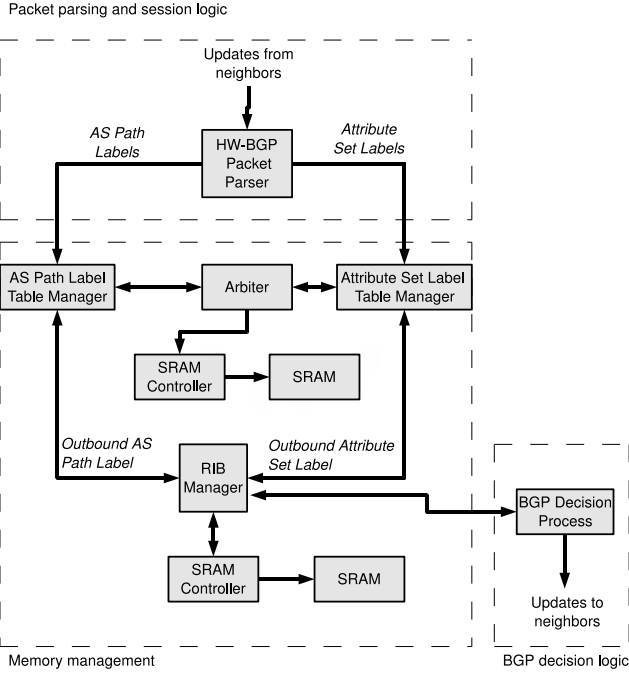 Packet parsing and session logic
Updates from
neighbors
AS Path
Labels
Attribute
Set Labels
HW-BGP
Packet
Parser
AS Path Label
Table Manager
Arbiter
Attribute Set Label
Table Manager
SRAM
Controller
SRAM
Outbound AS
Path Label
Outbound Attribute
Set Label
RIB
Manager
BGP Decision
Process
SRAM
Controller
SRAM
Updates to
neighbors
Memory management
BGP decision logic